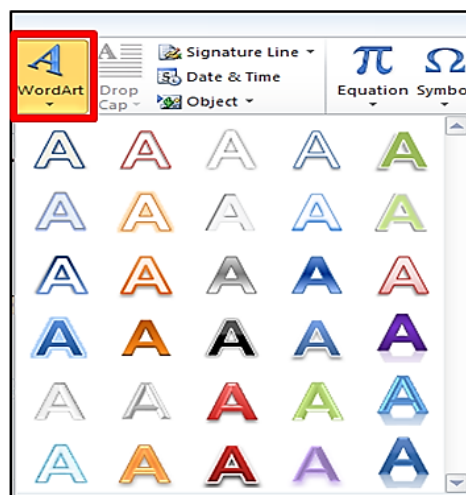 WordArt
Drop
Cap
Signature Line
Date & Time
Object
Equation
Symbo
A A A A A
A A A A A
A A A A A
A A A A A
A A A A A
A A A A A